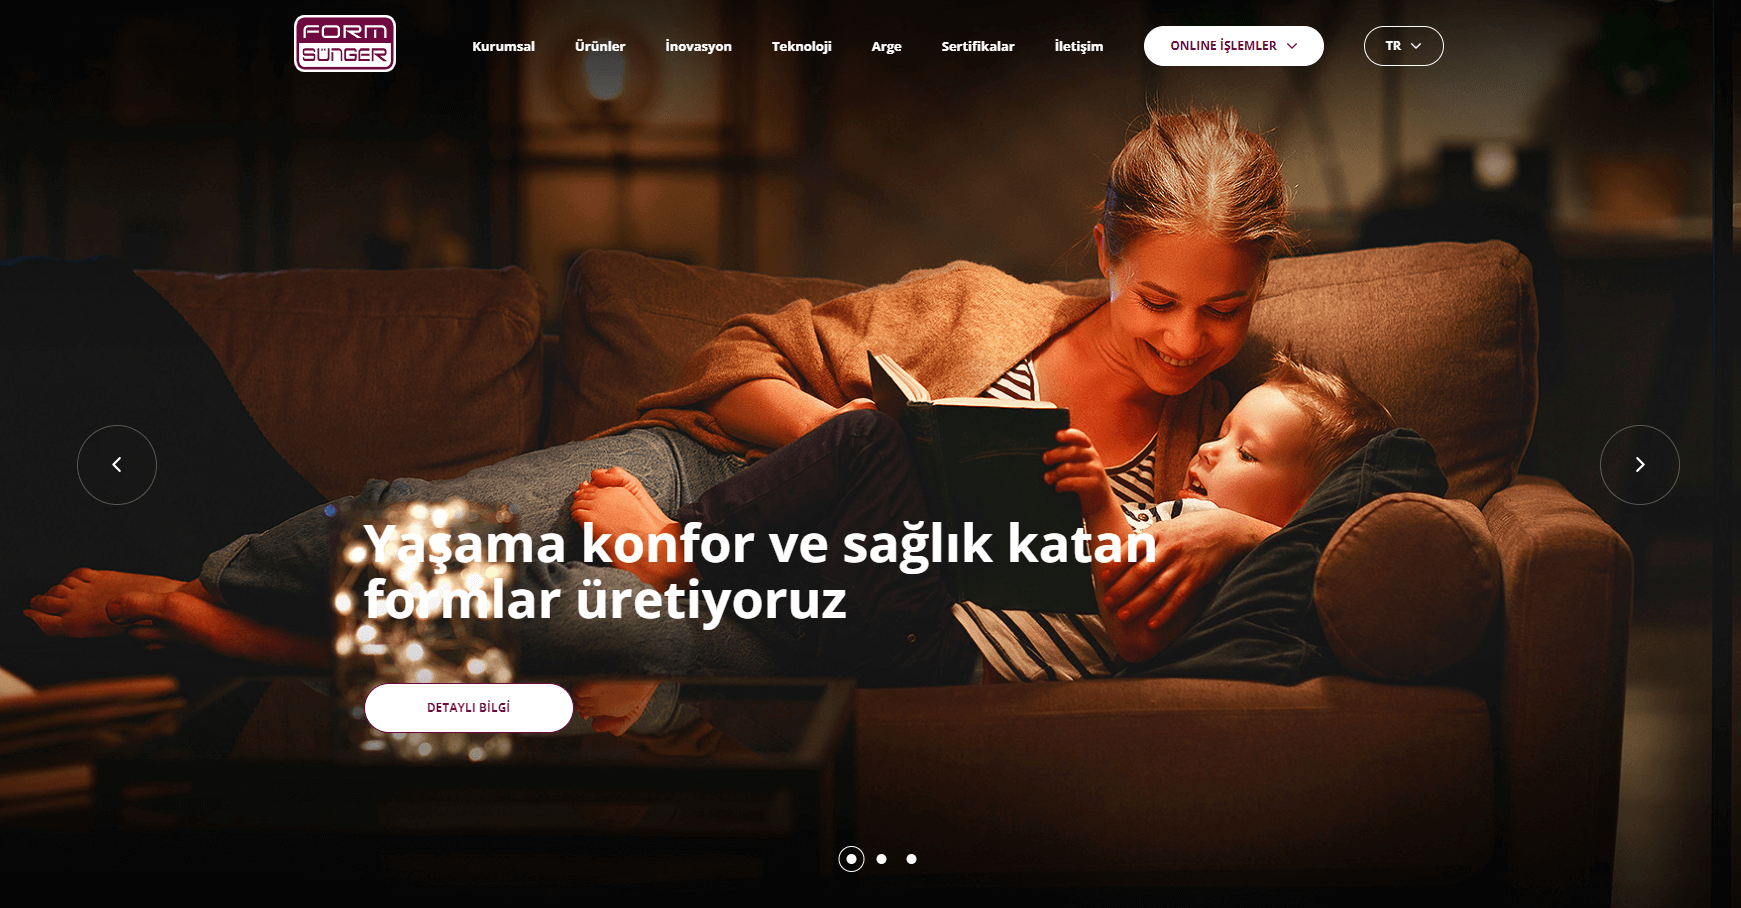 FORM
SÜNGER
Kurumsal
Ürünler
İnovasyon
Teknoloji
Arge
Sertifikalar
İletişim
ONLINE İŞLEMLER
TR
Yaşama konfor ve sağlık katan
formlar üretiyoruz
DETAYLI BİLGİ